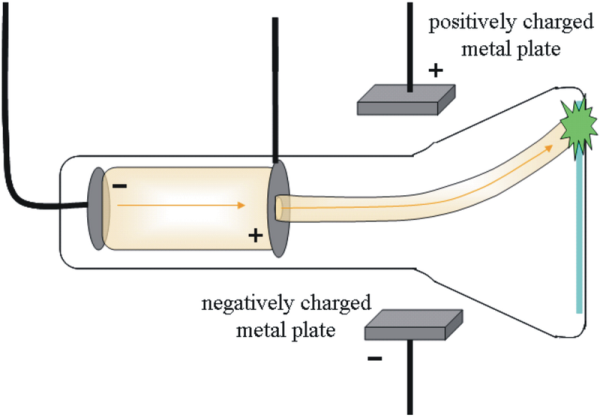 positively charged
metal plate
+
−
+
negatively charged
metal plate
−